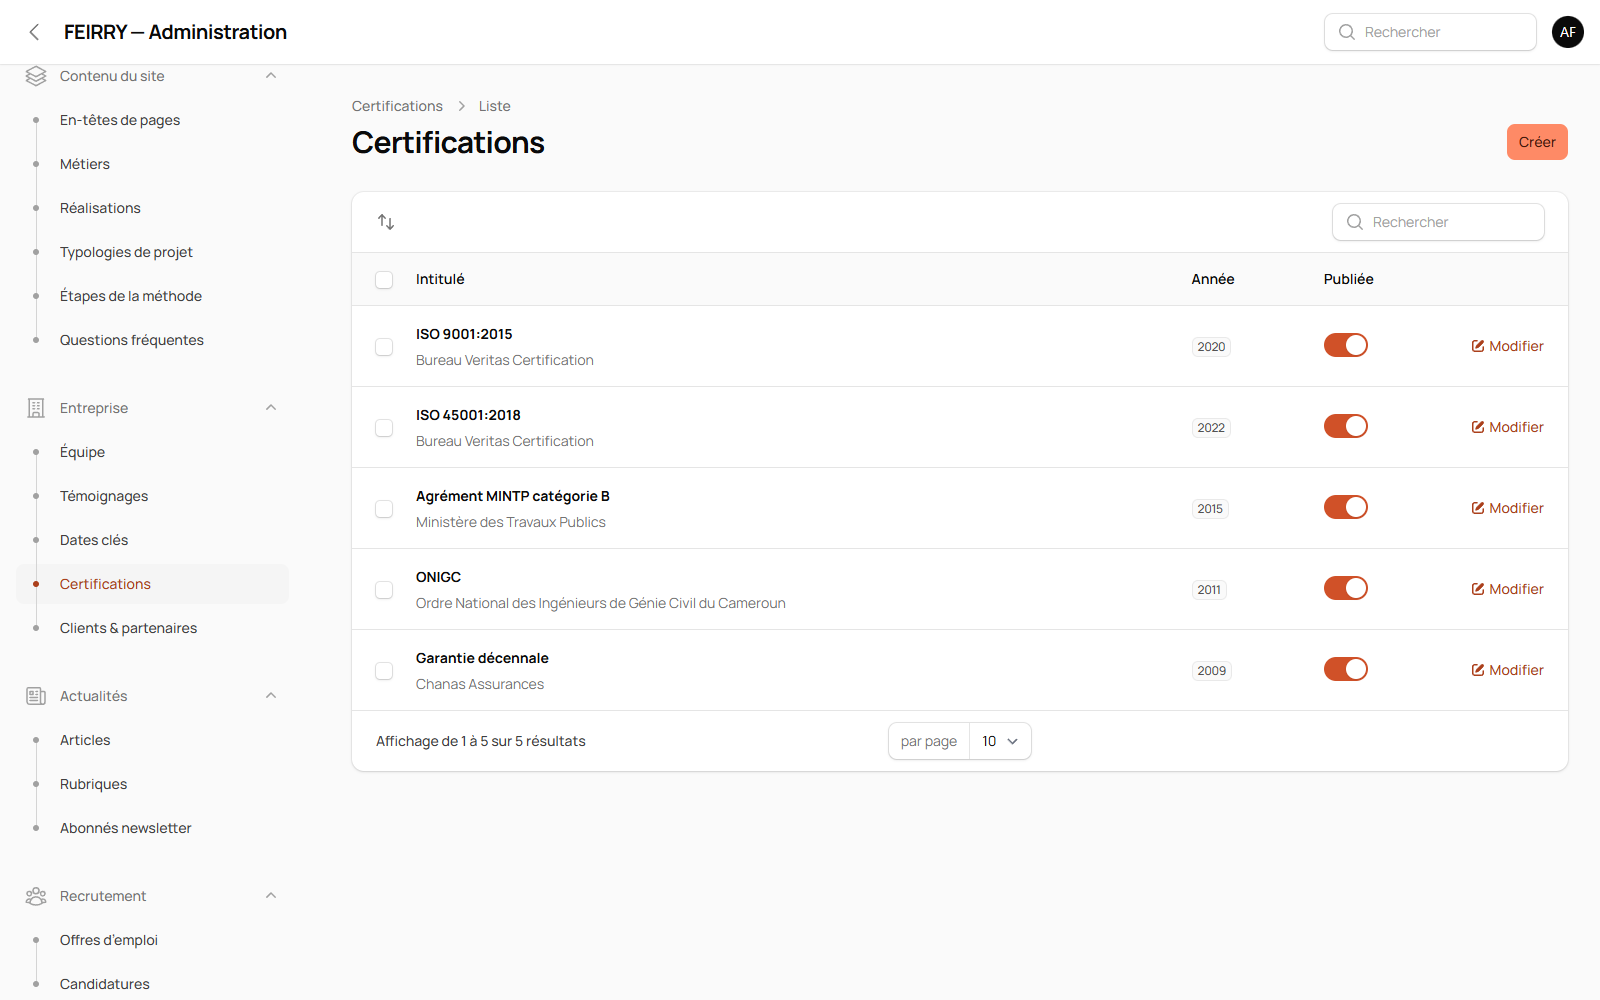 FEIRRY — Administration
Rechercher
AF
Contenu du site
En-têtes de pages
Métiers
Réalisations
Typologies de projet
Étapes de la méthode
Questions fréquentes
Entreprise
Équipe
Témoignages
Dates clés
Certifications
Clients & partenaires
Actualités
Articles
Rubriques
Abonnés newsletter
Recrutement
Offres d'emploi
Candidatures
Certifications > Liste
Certifications
Créer
Rechercher
Intitulé Année Publiée
ISO 9001:2015
Bureau Veritas Certification
2020
Modifier
ISO 45001:2018
Bureau Veritas Certification
2022
Modifier
Agrément MINTP catégorie B
Ministère des Travaux Publics
2015
Modifier
ONIGC
Ordre National des Ingénieurs de Génie Civil du Cameroun
2011
Modifier
Garantie décennale
Chanas Assurances
2009
Modifier
Affichage de 1 à 5 sur 5 résultats
par page 10